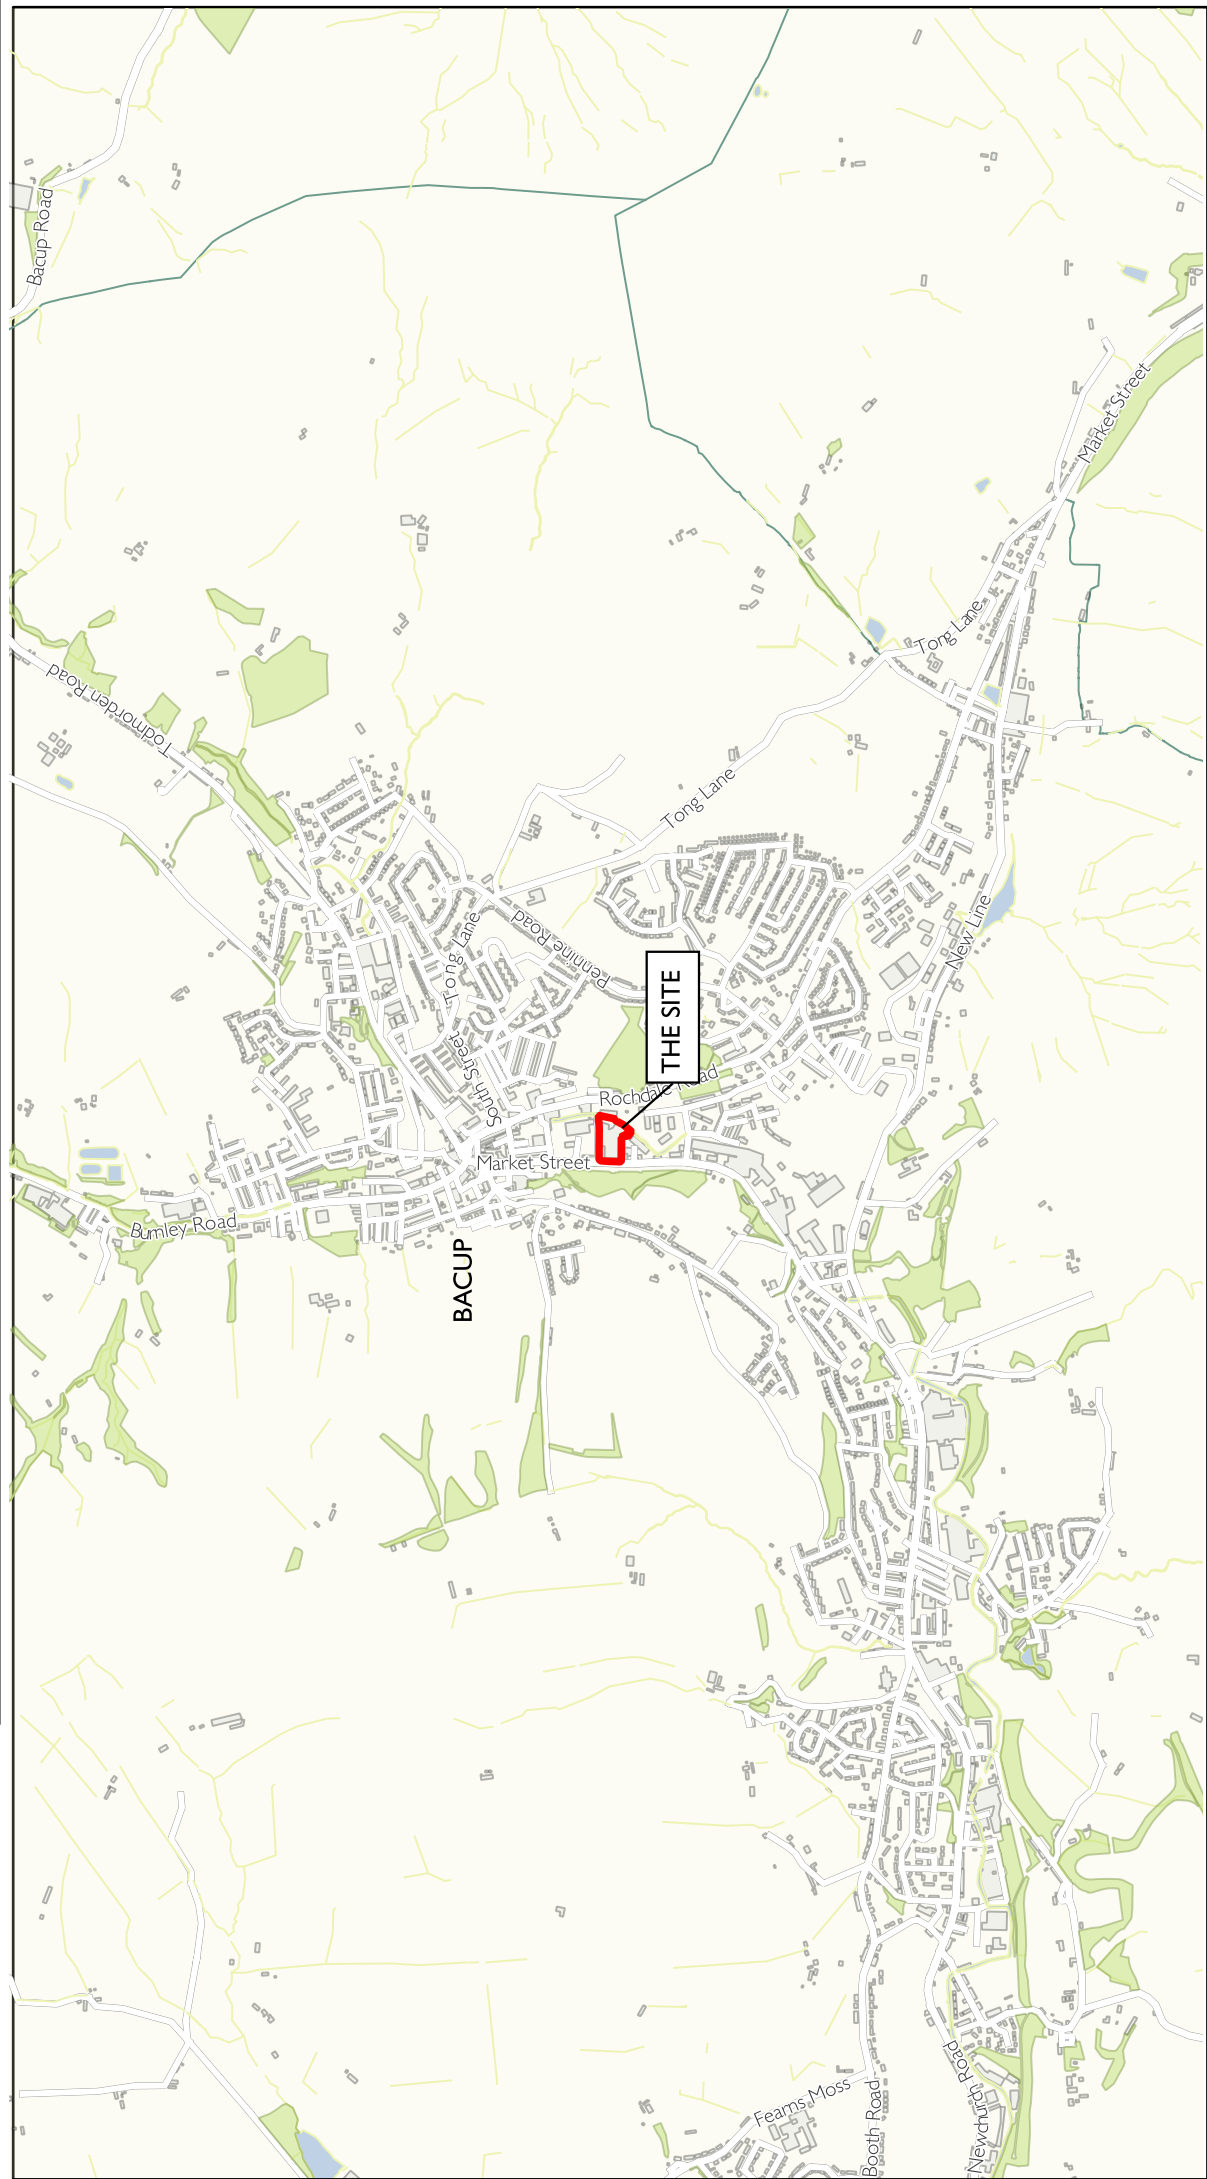 Bacup Road
Todmorden Road
Tong Lane
Market Street
Tong Lane
Tong Lane
Pennine Road
New Line
South Street
THE SITE
Rochdale Road
Market Street
Burnley Road
BACUP
Fearns Moss
Booth Road
Newchurch Road